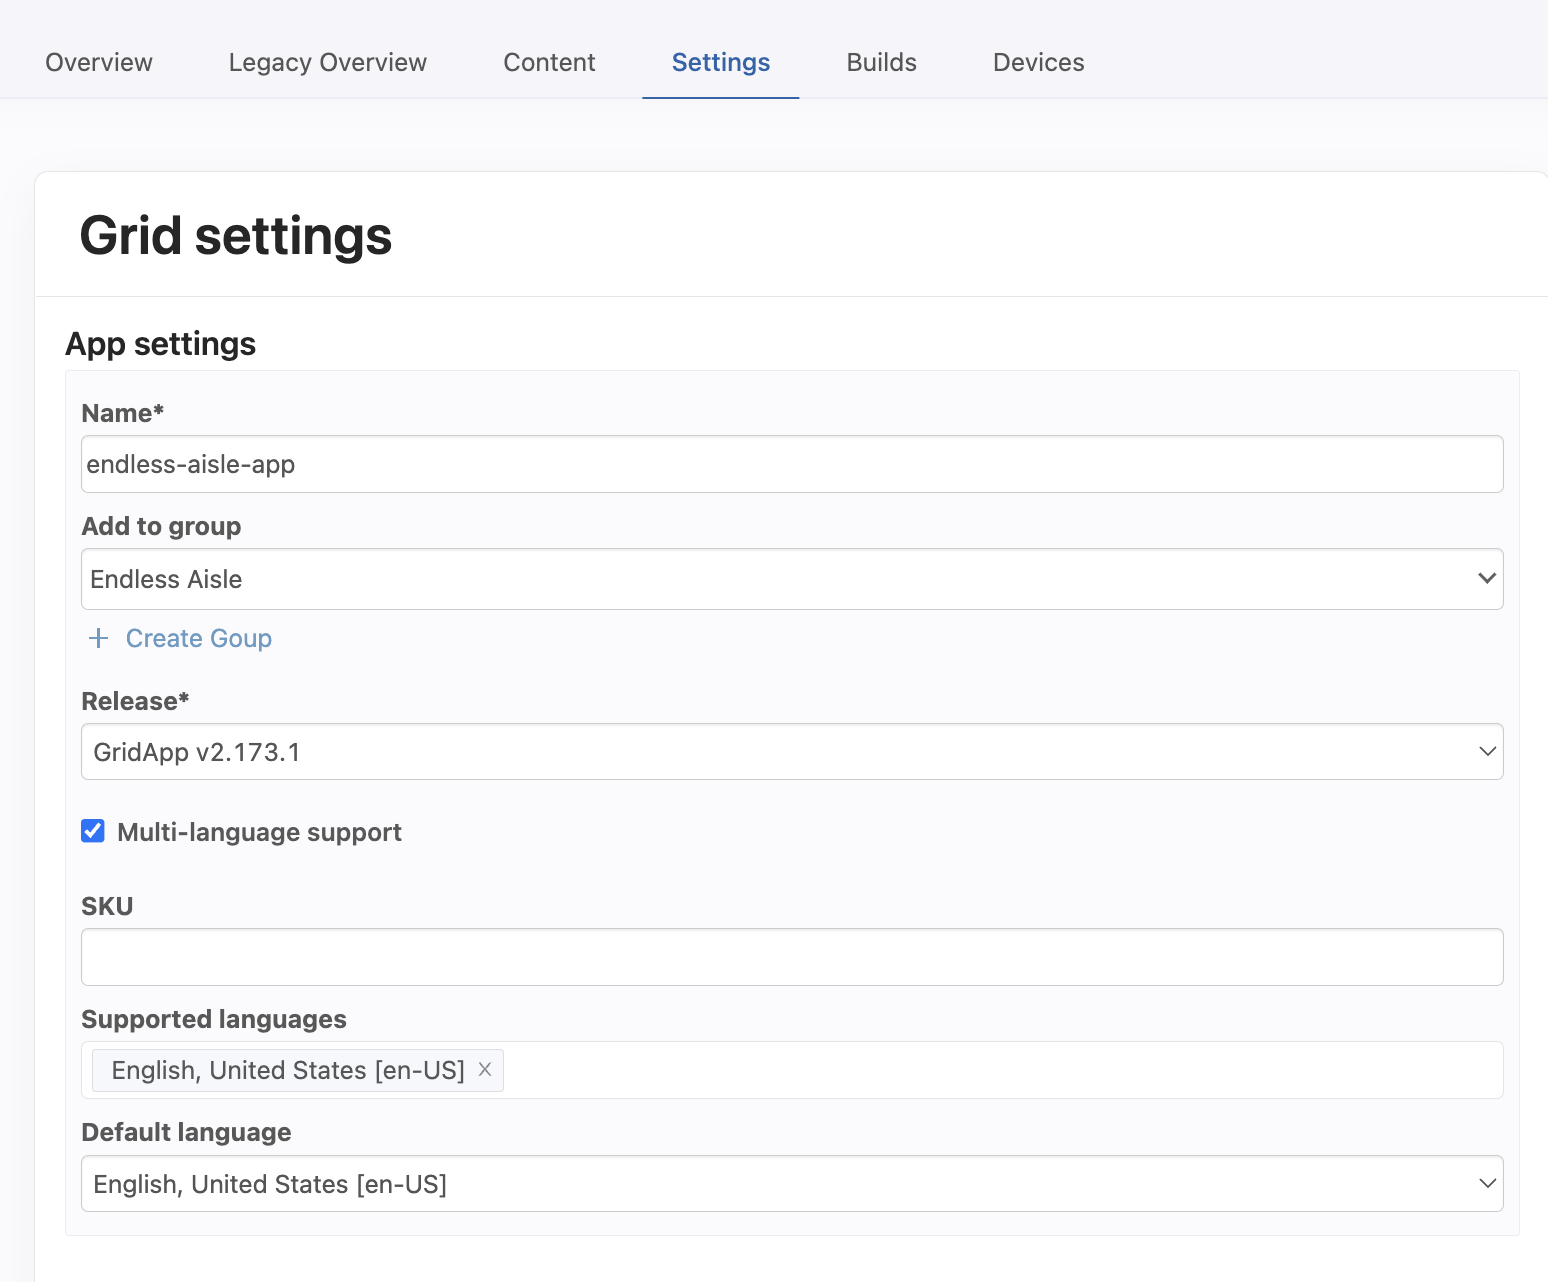 Overview Legacy Overview Content Settings Builds Devices
Grid settings
App settings
Name*
endless-aisle-app
Add to group
Endless Aisle
+ Create Goup
Release*
GridApp v2.173.1
Multi-language support
SKU
Supported languages
English, United States [en-US] ×
Default language
English, United States [en-US]